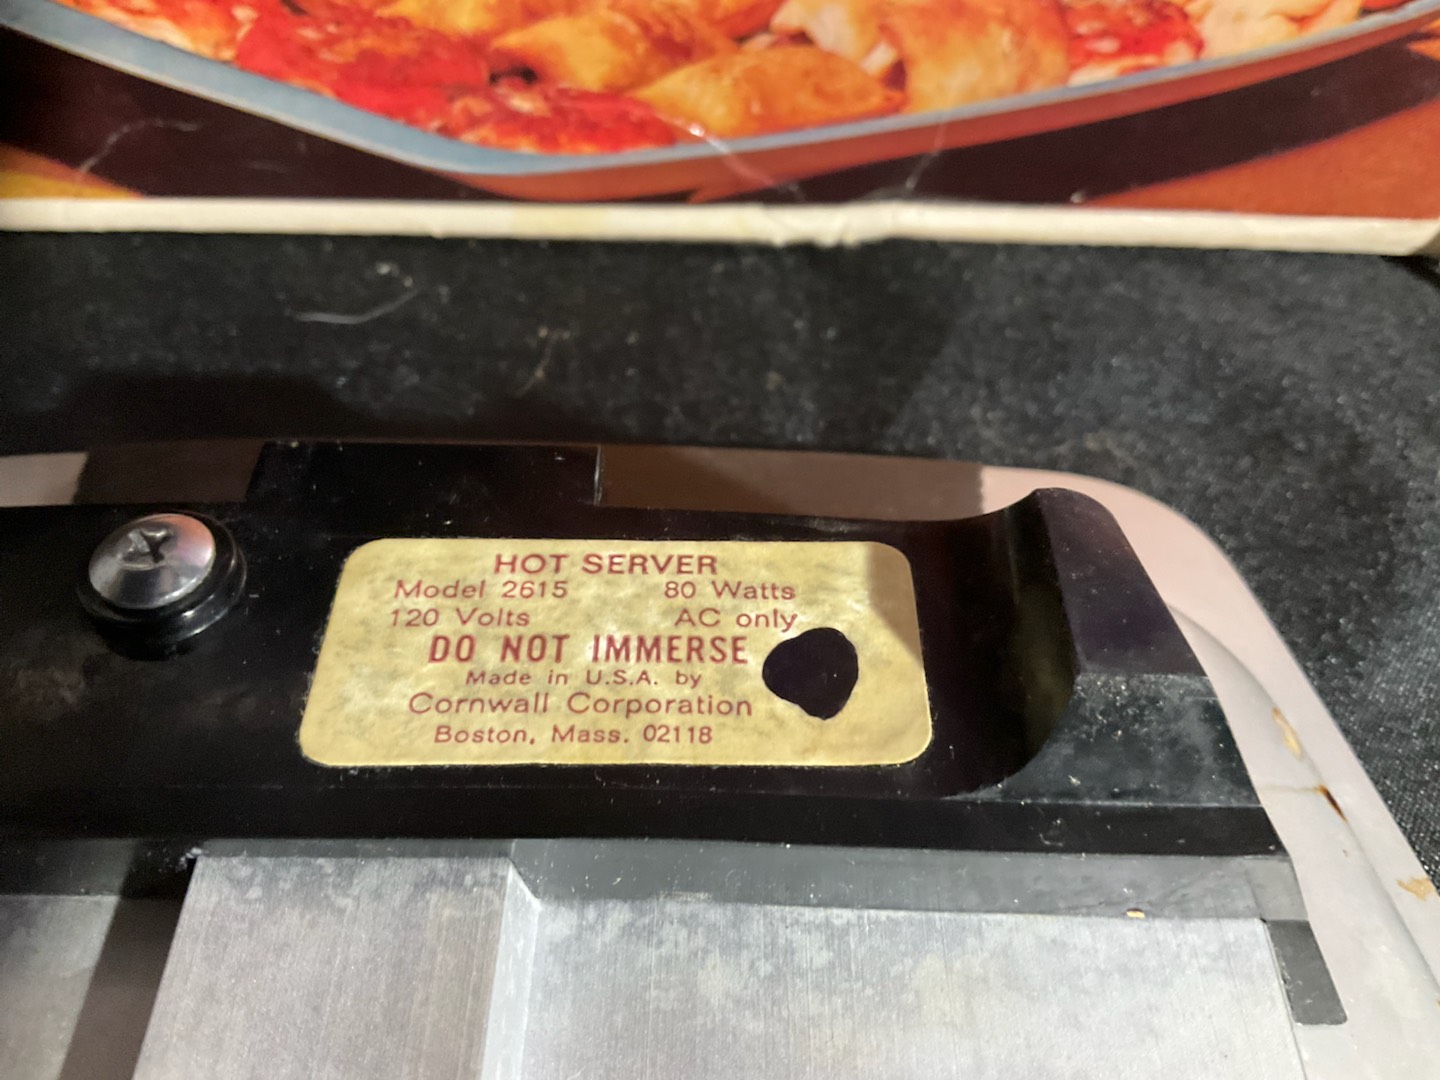 HOT SERVER
Model 2615 80 Watts
120 Volts AC only
DO NOT IMMERSE
Made in U.S.A. by
Cornwall Corporation
Boston, Mass. 02118